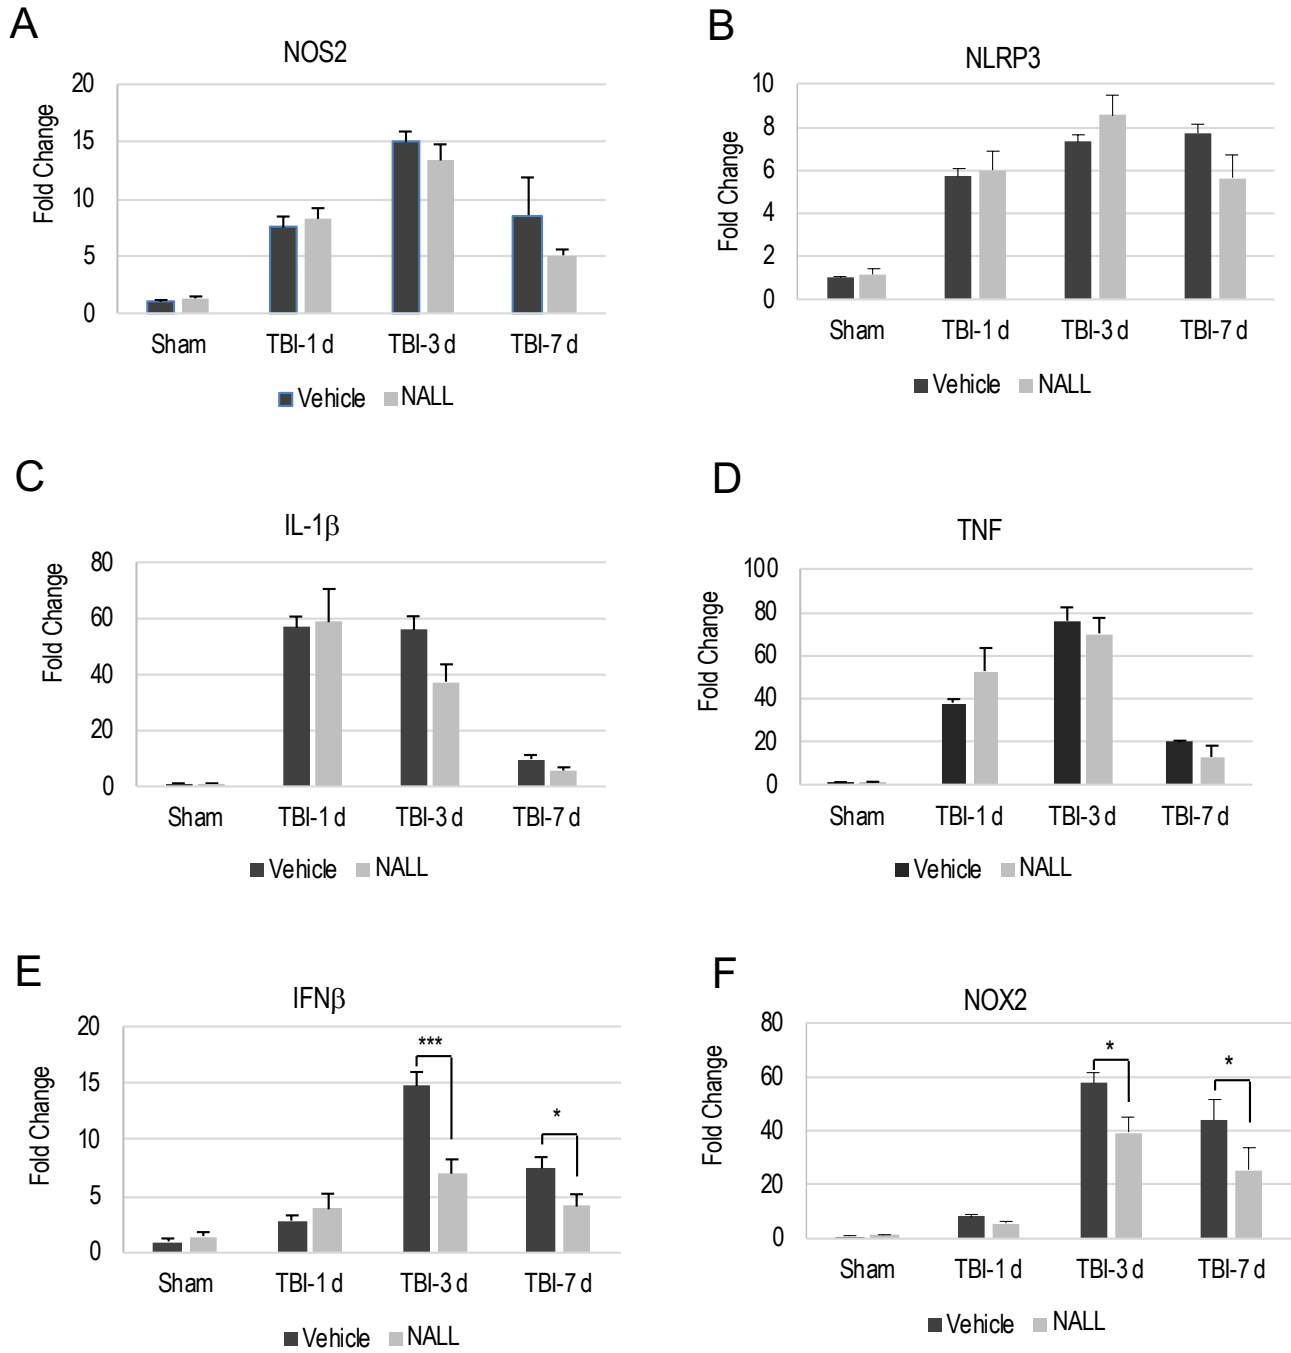 A
NOS2
Fold Change
20
15
10
5
0
Sham TBI-1 d TBI-3 d TBI-7 d
Vehicle NALL
B
NLRP3
Fold Change
10
8
6
4
2
0
Sham TBI-1 d TBI-3 d TBI-7 d
Vehicle NALL
C
IL-1β
Fold Change
80
60
40
20
0
Sham TBI-1 d TBI-3 d TBI-7 d
Vehicle NALL
D
TNF
Fold Change
100
80
60
40
20
0
Sham TBI-1 d TBI-3 d TBI-7 d
Vehicle NALL
E
IFNβ
Fold Change
20
15
10
5
0
***
*
Sham TBI-1 d TBI-3 d TBI-7 d
Vehicle NALL
F
NOX2
Fold Change
80
60
40
20
0
*
*
Sham TBI-1 d TBI-3 d TBI-7 d
Vehicle NALL